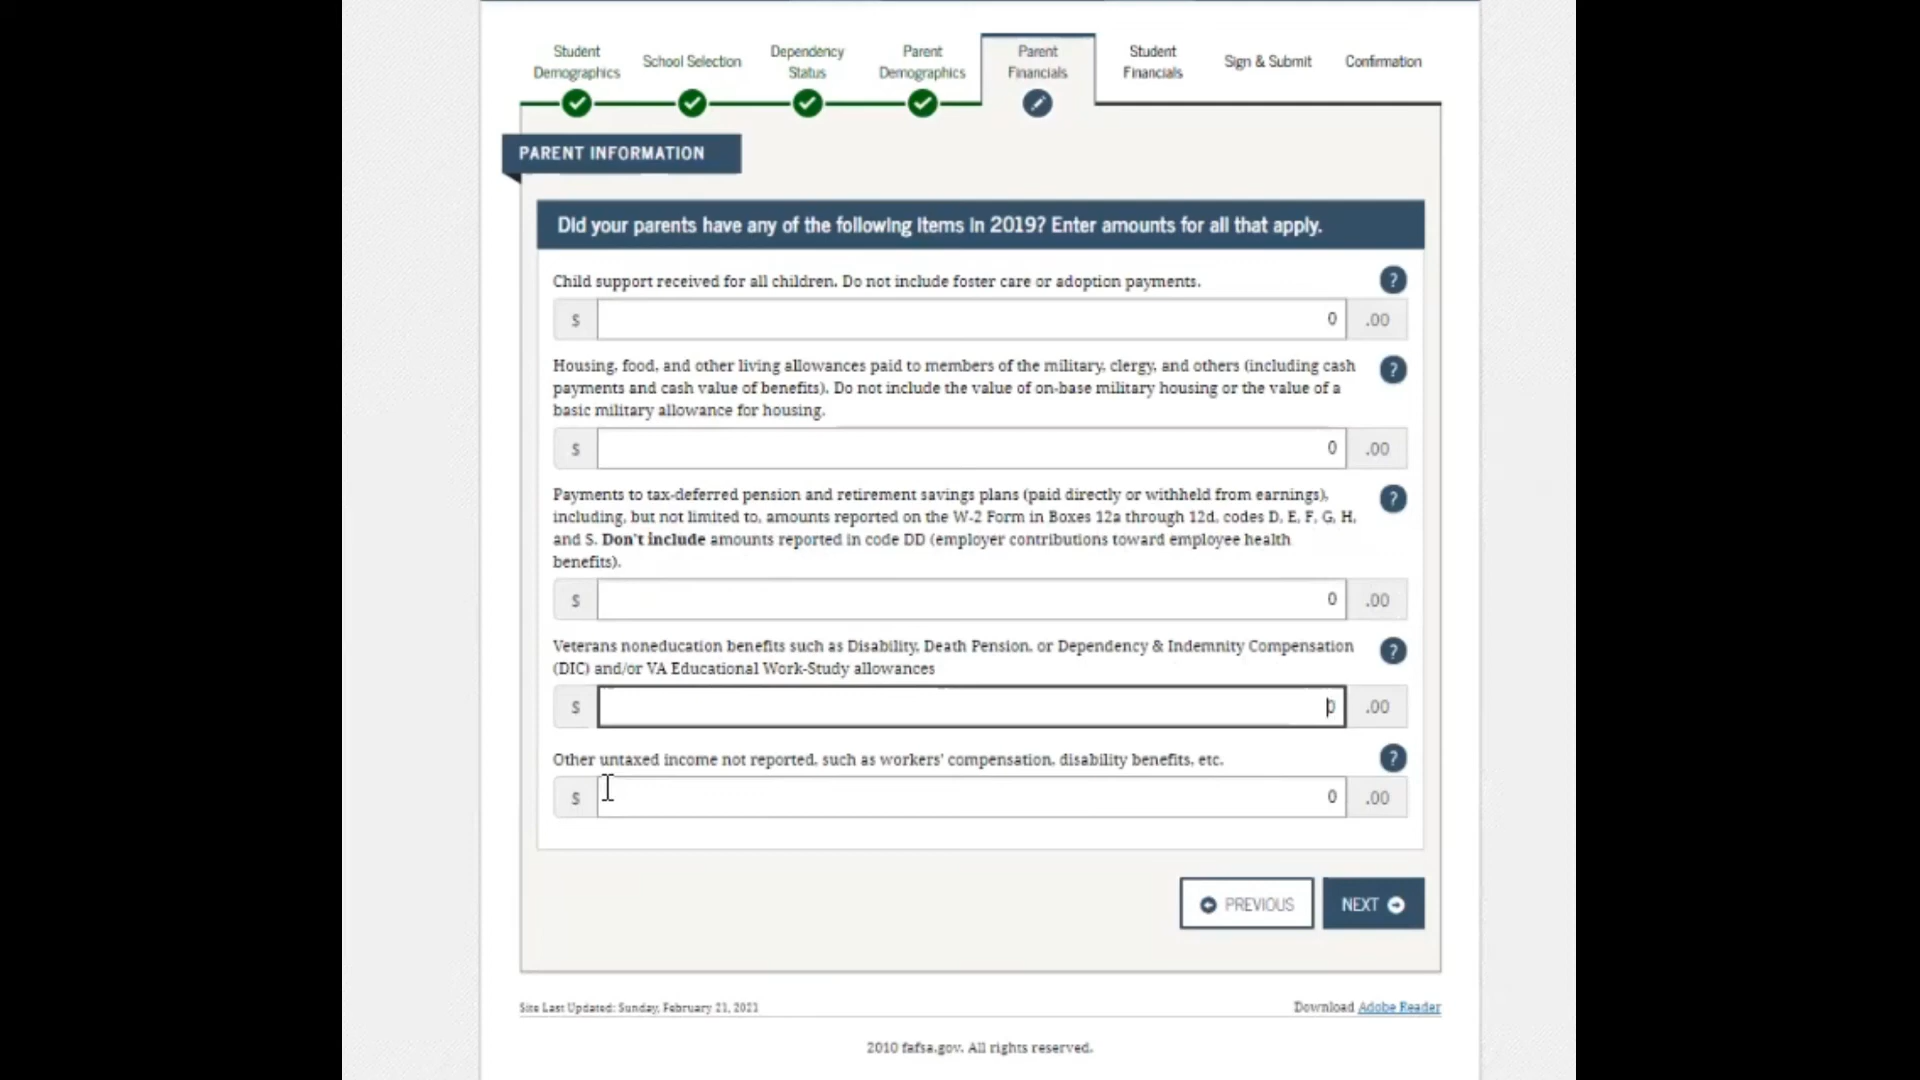 Student Demographics
School Selection
Dependency Status
Parent Demographics
Parent Financials
Student Financials
Sign & Submit
Confirmation
PARENT INFORMATION
Did your parents have any of the following items in 2019? Enter amounts for all that apply.
Child support received for all children. Do not include foster care or adoption payments.
?
$ 0 .00
Housing, food, and other living allowances paid to members of the military, clergy, and others (including cash
payments and cash value of benefits). Do not include the value of on-base military housing or the value of a
basic military allowance for housing.
?
$ 0 .00
Payments to tax-deferred pension and retirement savings plans (paid directly or withheld from earnings),
including, but not limited to, amounts reported on the W-2 Form in Boxes 12a through 12d, codes D, E, F, G, H,
and S. Don't include amounts reported in code DD (employer contributions toward employee health
benefits).
?
$ 0 .00
Veterans noneducation benefits such as Disability, Death Pension, or Dependency & Indemnity Compensation
(DIC) and/or VA Educational Work-Study allowances
?
$ 0 .00
Other untaxed income not reported, such as workers' compensation, disability benefits, etc.
?
$ 0 .00
PREVIOUS
NEXT
Site Last Updated: Sunday, February 21, 2021
Download Adobe Reader
2010 fafsa.gov. All rights reserved.